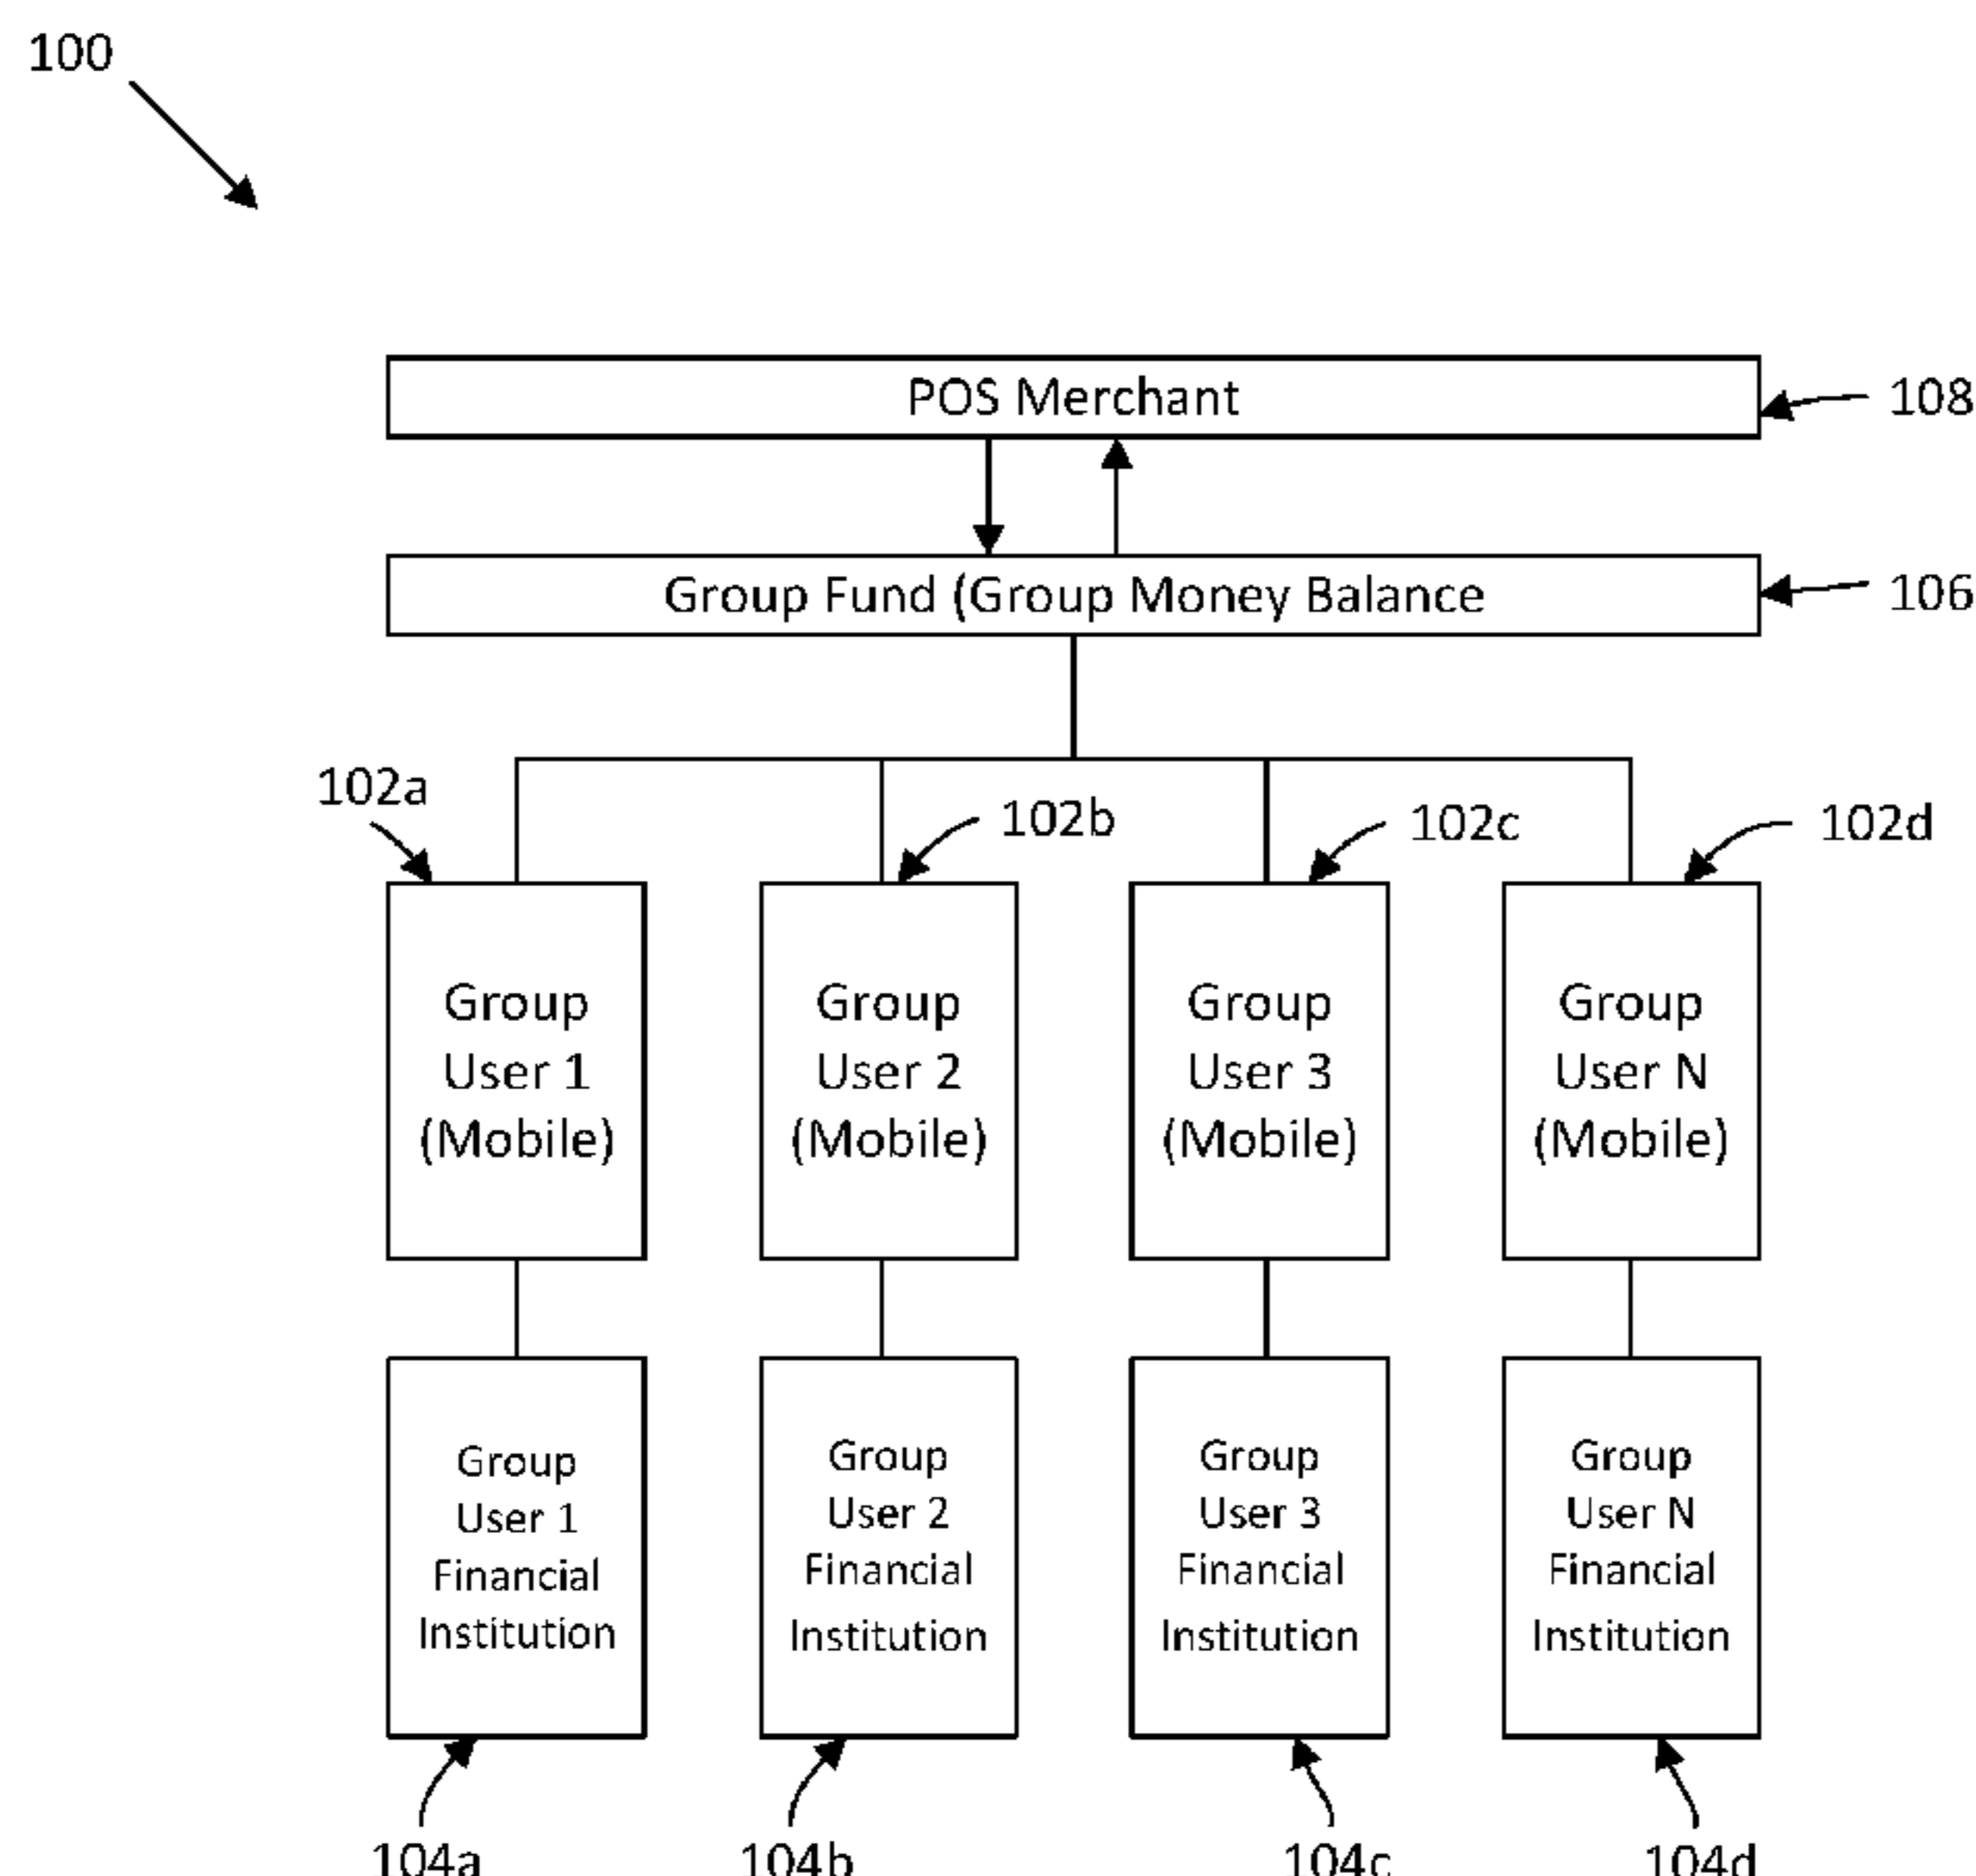 100
POS Merchant
108
Group Fund (Group Money Balance
106
102a
102b
102c
102d
Group
User 1
(Mobile)
Group
User 2
(Mobile)
Group
User 3
(Mobile)
Group
User N
(Mobile)
Group
User 1
Financial
Institution
Group
User 2
Financial
Institution
Group
User 3
Financial
Institution
Group
User N
Financial
Institution
104a
104b
104c
104d